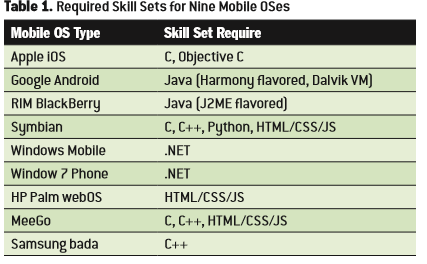 Table 1. Required Skill Sets for Nine Mobile OSes
Mobile OS Type Skill Set Require
Apple iOS C, Objective C
Google Android Java (Harmony flavored, Dalvik VM)
RIM BlackBerry Java (J2ME flavored)
Symbian C, C++, Python, HTML/CSS/JS
Windows Mobile .NET
Window 7 Phone .NET
HP Palm webOS HTML/CSS/JS
MeeGo C, C++, HTML/CSS/JS
Samsung bada C++